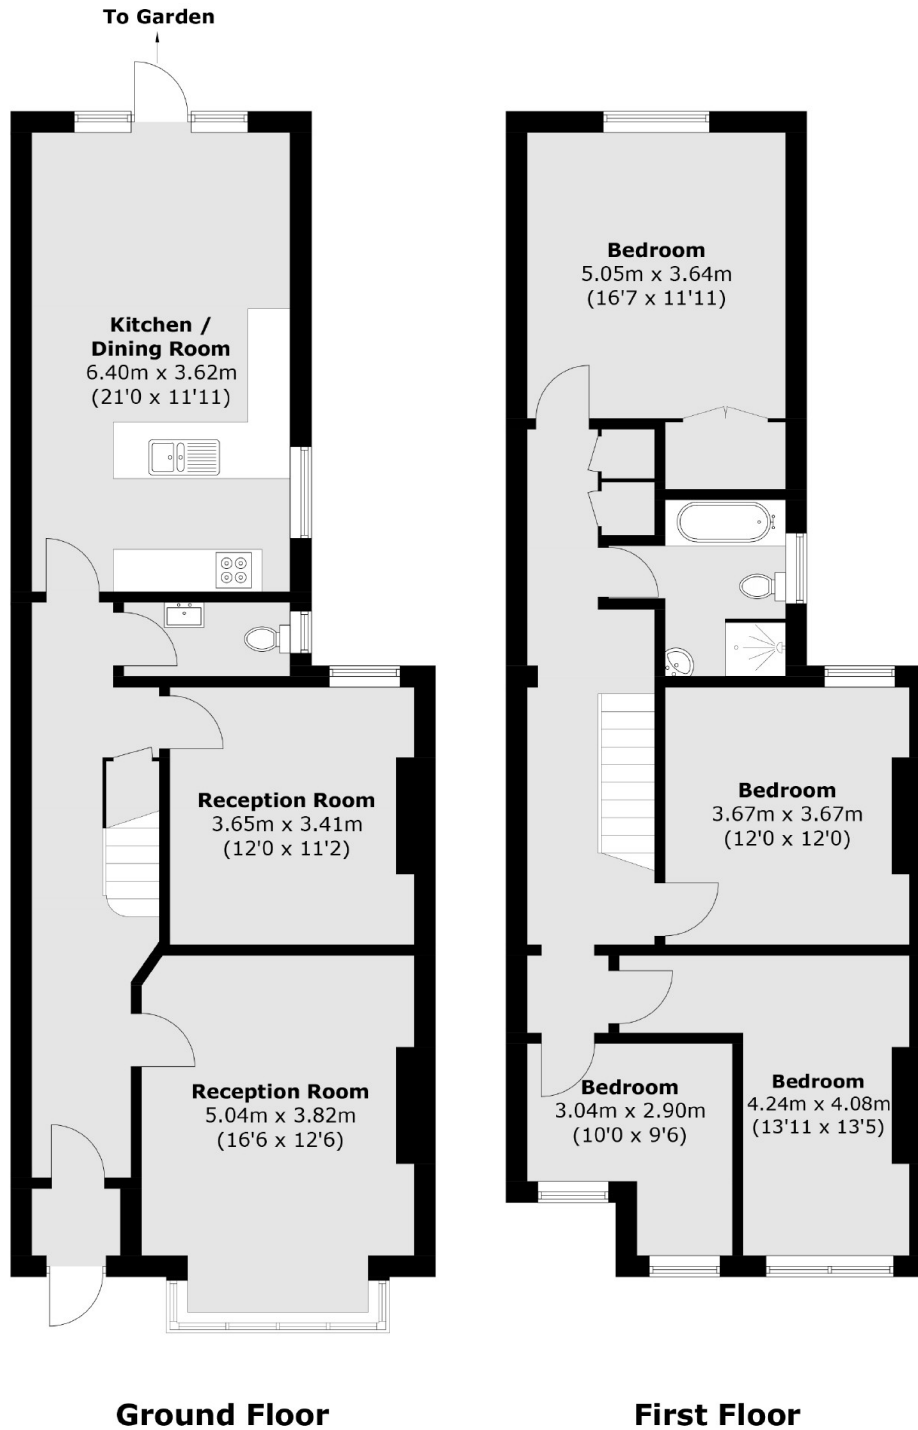 To Garden
Kitchen /
Dining Room
6.40m x 3.62m
(21'0 x 11'11)
Reception Room
3.65m x 3.41m
(12'0 x 11'2)
Reception Room
5.04m x 3.82m
(16'6 x 12'6)
Ground Floor
Bedroom
5.05m x 3.64m
(16'7 x 11'11)
Bedroom
3.67m x 3.67m
(12'0 x 12'0)
Bedroom
3.04m x 2.90m
(10'0 x 9'6)
Bedroom
4.24m x 4.08m
(13'11 x 13'5)
First Floor